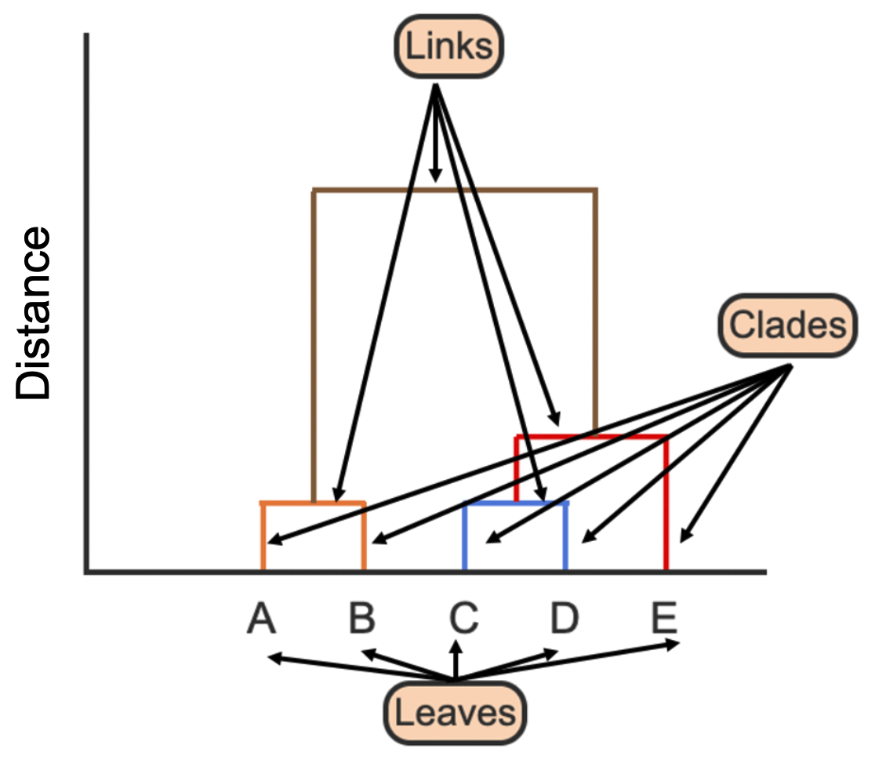 Links
Distance
Clades
A B C D E
Leaves